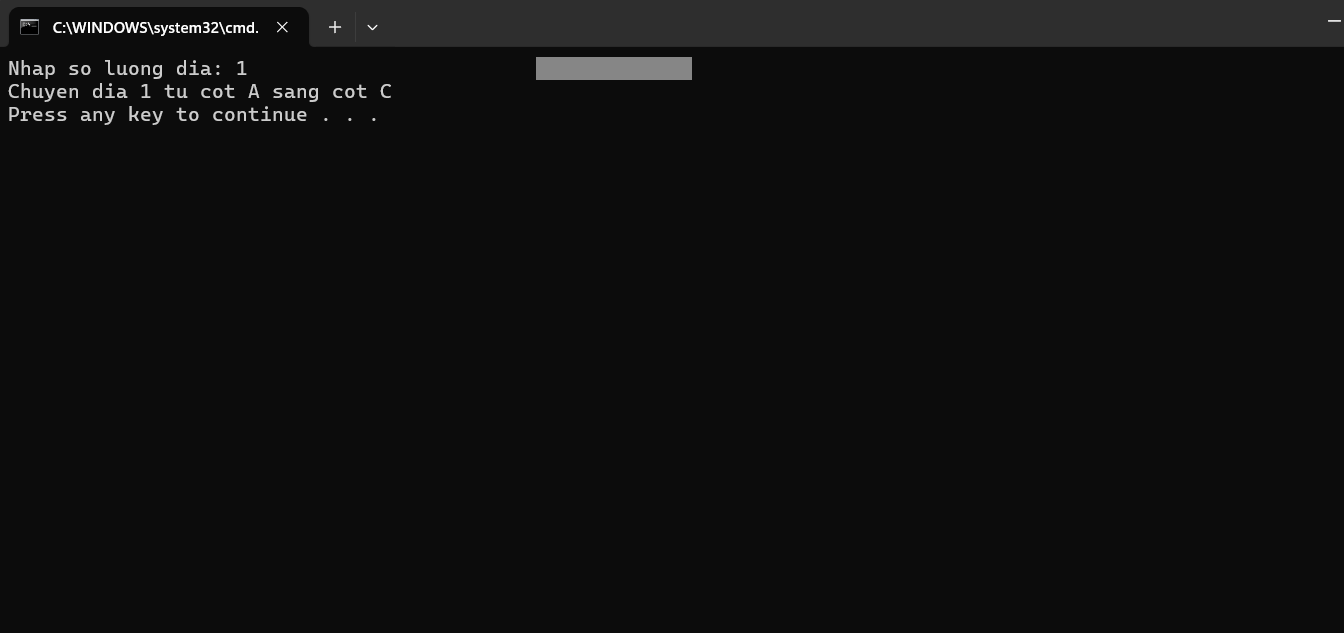 C:\WINDOWS\system32\cmd.
Nhap so luong dia: 1
Chuyen dia 1 tu cot A sang cot C
Press any key to continue . . .